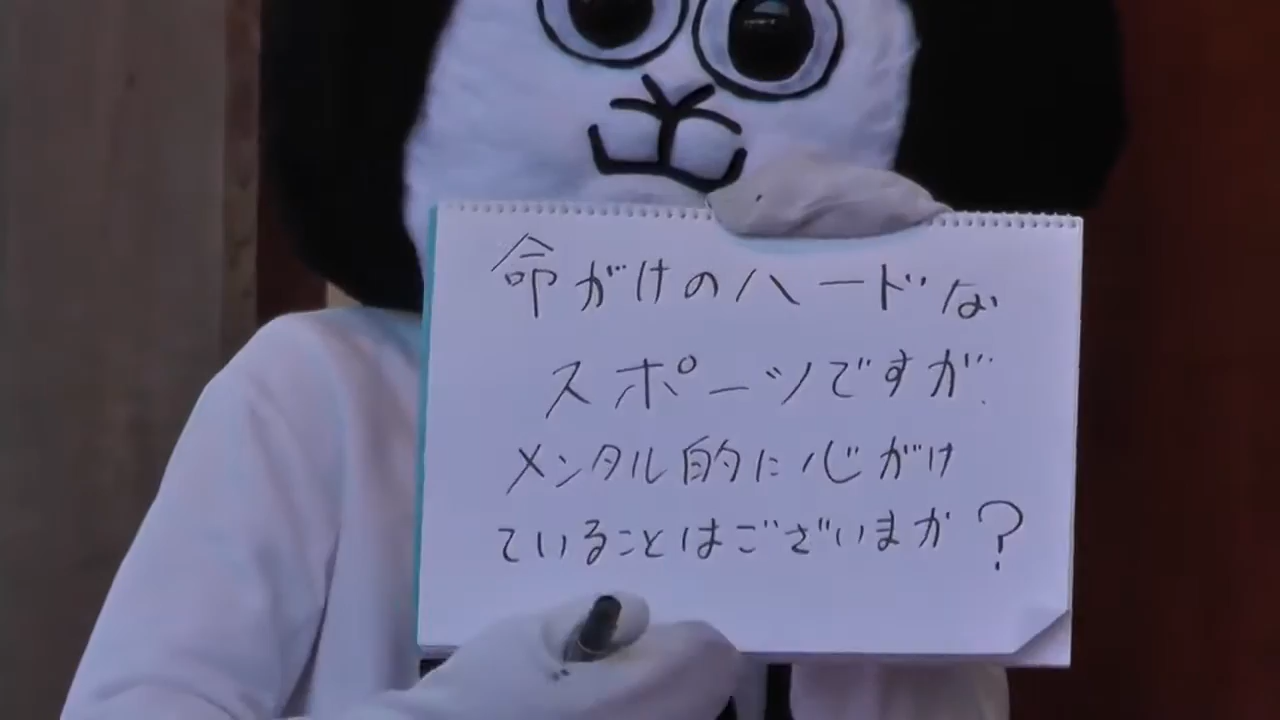 命がけのハードな
スポーツですが.
メンタル的に心がけ
ていることはございまか?